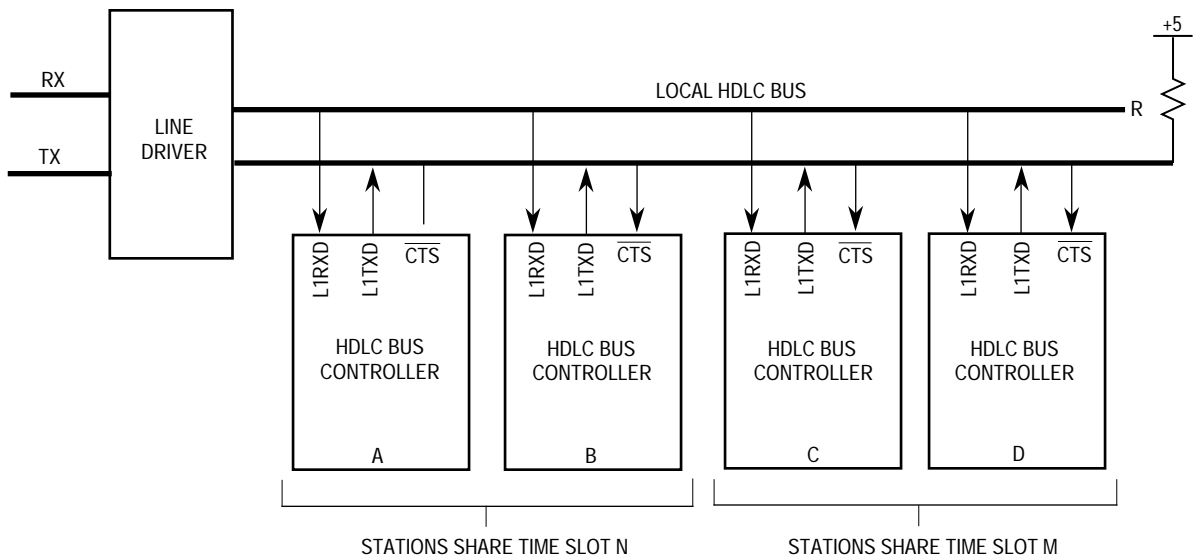 +5
RX
LOCAL HDLC BUS
R
LINE
DRIVER
TX
L1RXD
L1TXD
CTS
L1RXD
L1TXD
CTS
L1RXD
L1TXD
CTS
L1RXD
L1TXD
CTS
HDLC BUS
CONTROLLER
A
HDLC BUS
CONTROLLER
B
HDLC BUS
CONTROLLER
C
HDLC BUS
CONTROLLER
D
STATIONS SHARE TIME SLOT N
STATIONS SHARE TIME SLOT M